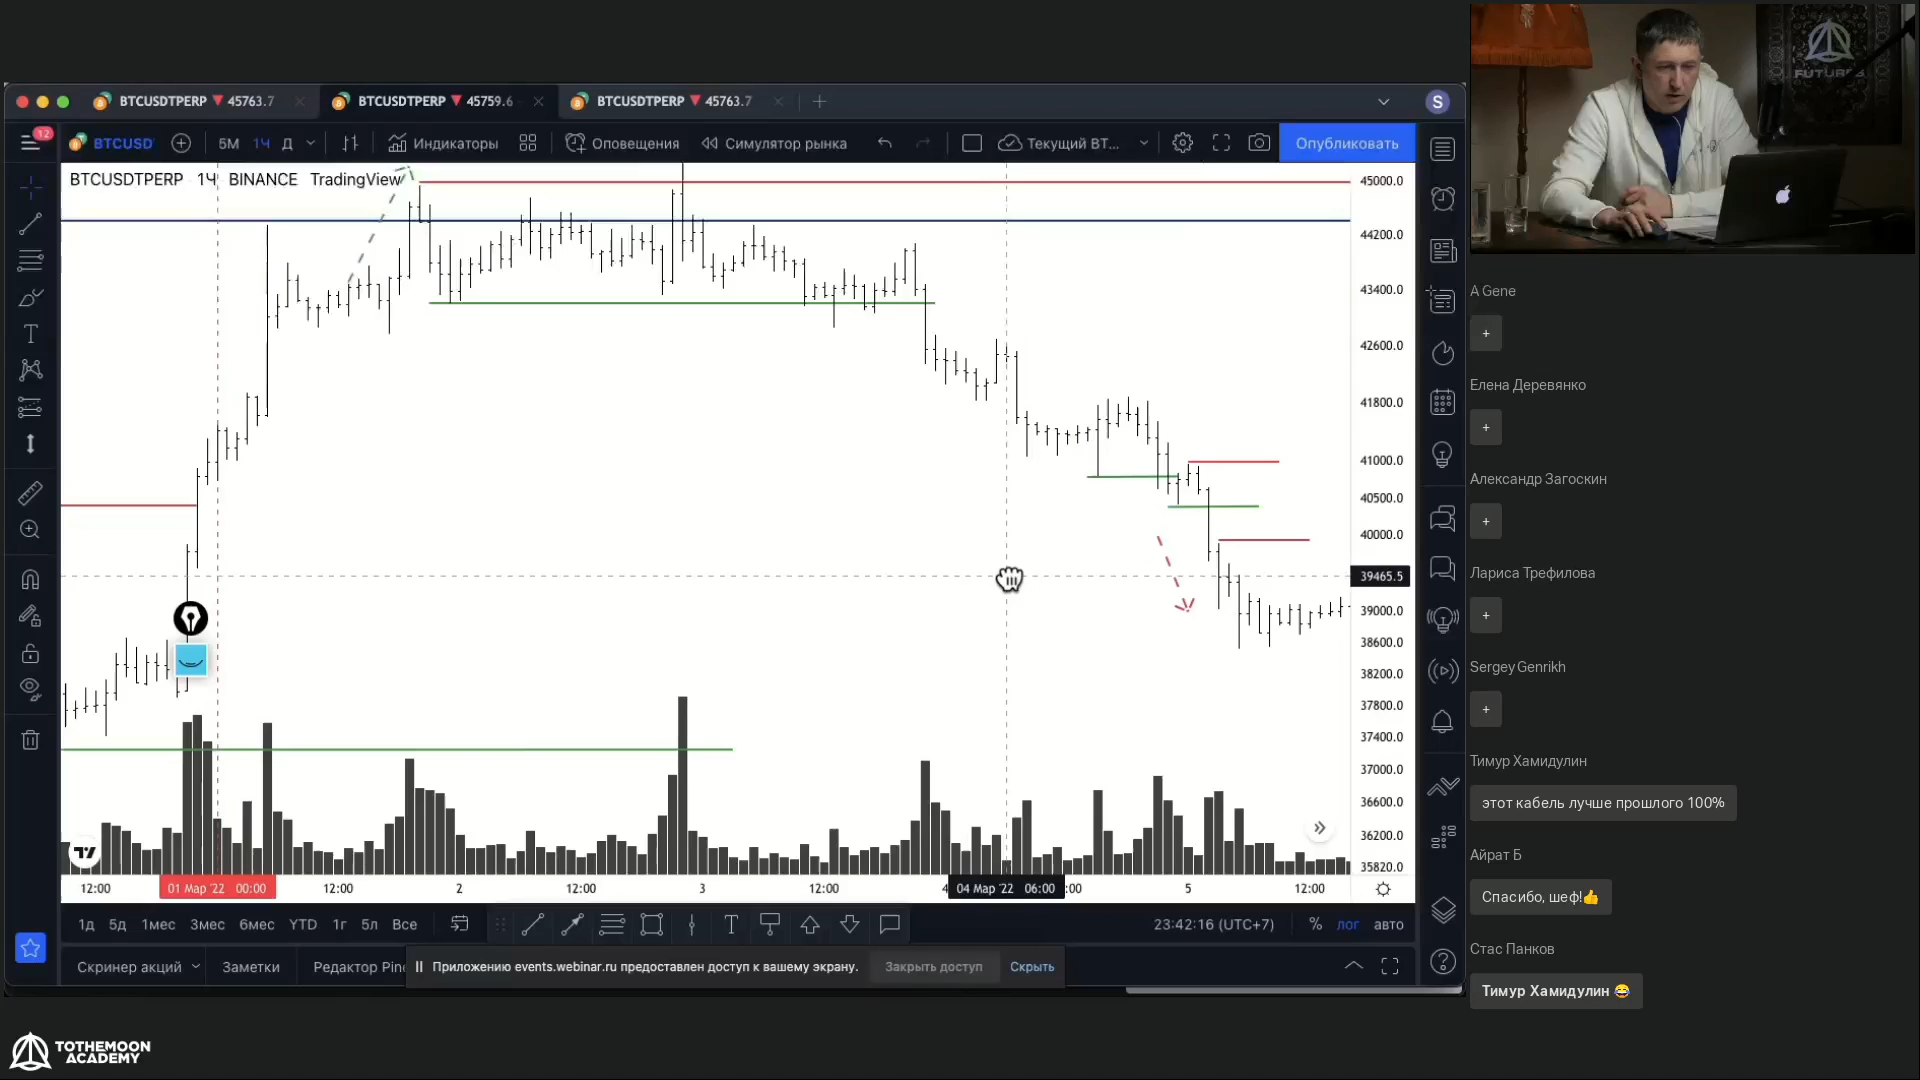 BTCUSDTPERP ▼ 45763.7
BTCUSDTPERP ▼ 45759.6
BTCUSDTPERP ▼ 45763.7
S
12
BTCUSD
5М
1Ч
Д
Индикаторы
Оповещения
Симулятор рынка
Текущий BT...
Опубликовать
BTCUSDTPERP 1Ч BINANCE TradingView
45000.0
44200.0
43400.0
42600.0
41800.0
41000.0
40500.0
40000.0
39465.5
39000.0
38600.0
38200.0
37800.0
37400.0
37000.0
36600.0
36200.0
35820.0
12:00
01 Мар '22 00:00
12:00
2
12:00
3
12:00
4
04 Мар '22 06:00
:00
5
12:00
1д 5д 1мес 3мес 6мес YTD 1г 5л Все
23:42:16 (UTC+7)
% лог авто
Скринер акций
Заметки
Редактор Pine
Приложению events.webinar.ru предоставлен доступ к вашему экрану.
Закрыть доступ
Скрыть
TOTHEMOON
ACADEMY
FUTURES
A Gene
+
Елена Деревянко
+
Александр Загоскин
+
Лариса Трефилова
+
Sergey Genrikh
+
Тимур Хамидулин
этот кабель лучше прошлого 100%
Айрат Б
Спасибо, шеф!👍
Стас Панков
Тимур Хамидулин 😂